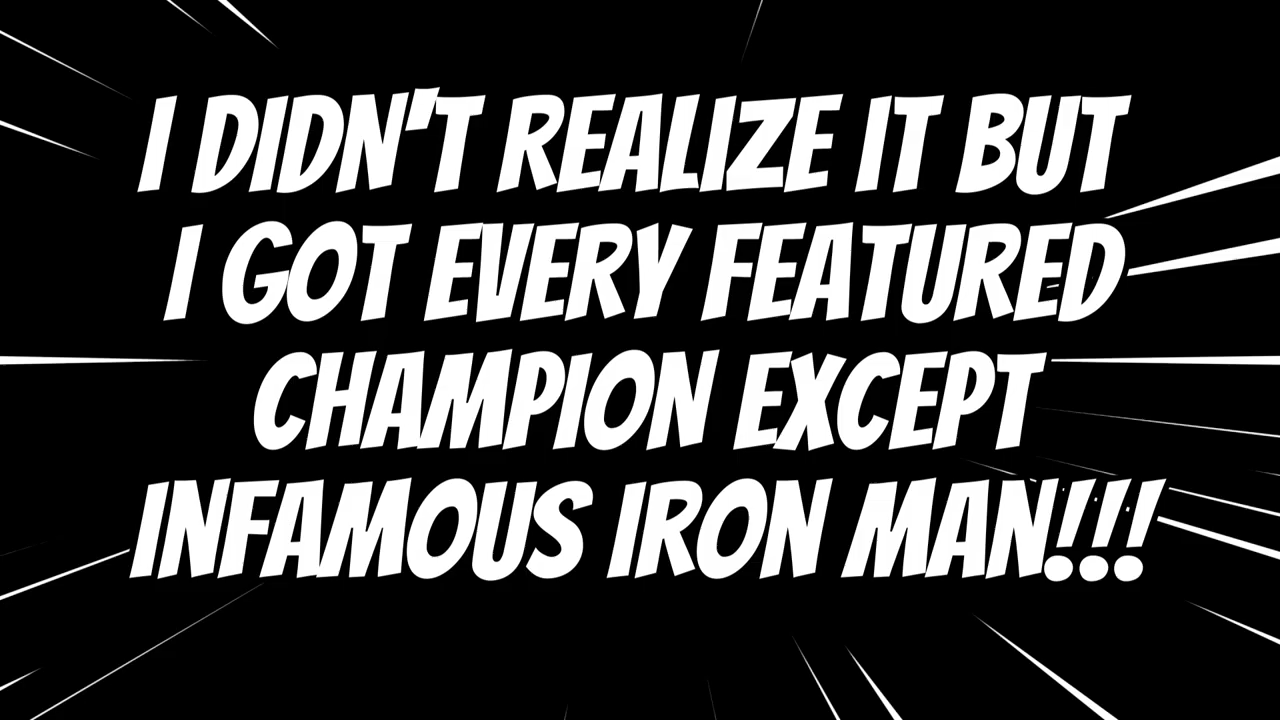 I DIDN'T REALIZE IT BUT
I GOT EVERY FEATURED
CHAMPION EXCEPT
INFAMOUS IRON MAN!!!